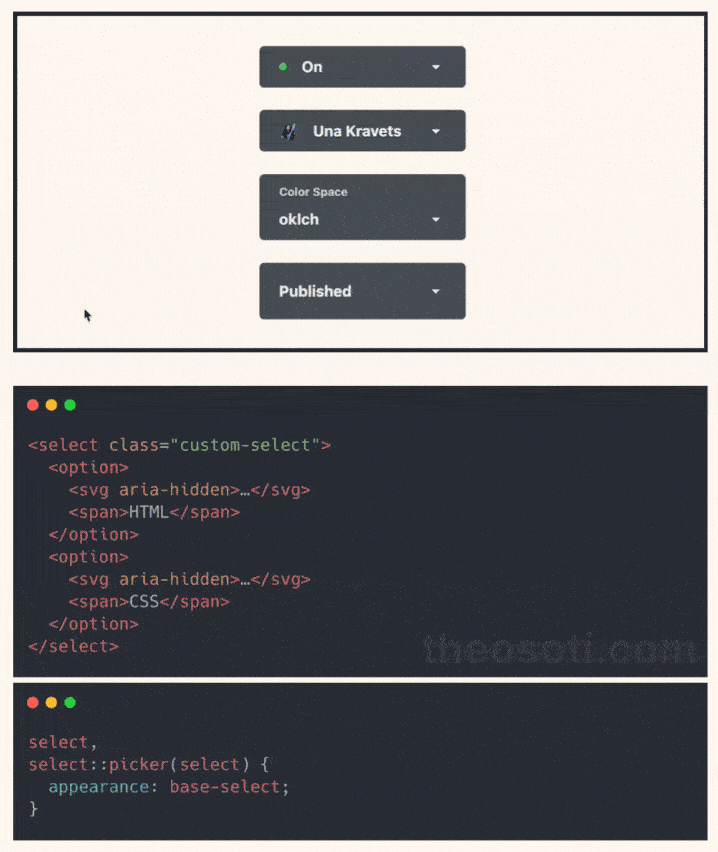 On
Una Kravets
Color Space
oklch
Published
<select class="custom-select">
  <option>
    <svg aria-hidden>…</svg>
    <span>HTML</span>
  </option>
  <option>
    <svg aria-hidden>…</svg>
    <span>CSS</span>
  </option>
</select>
theosoti.com
select,
select::picker(select) {
  appearance: base-select;
}